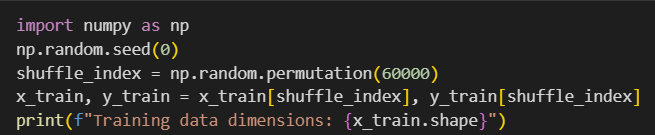 import numpy as np
np.random.seed(0)
shuffle_index = np.random.permutation(60000)
x_train, y_train = x_train[shuffle_index], y_train[shuffle_index]
print(f"Training data dimensions: {x_train.shape}")